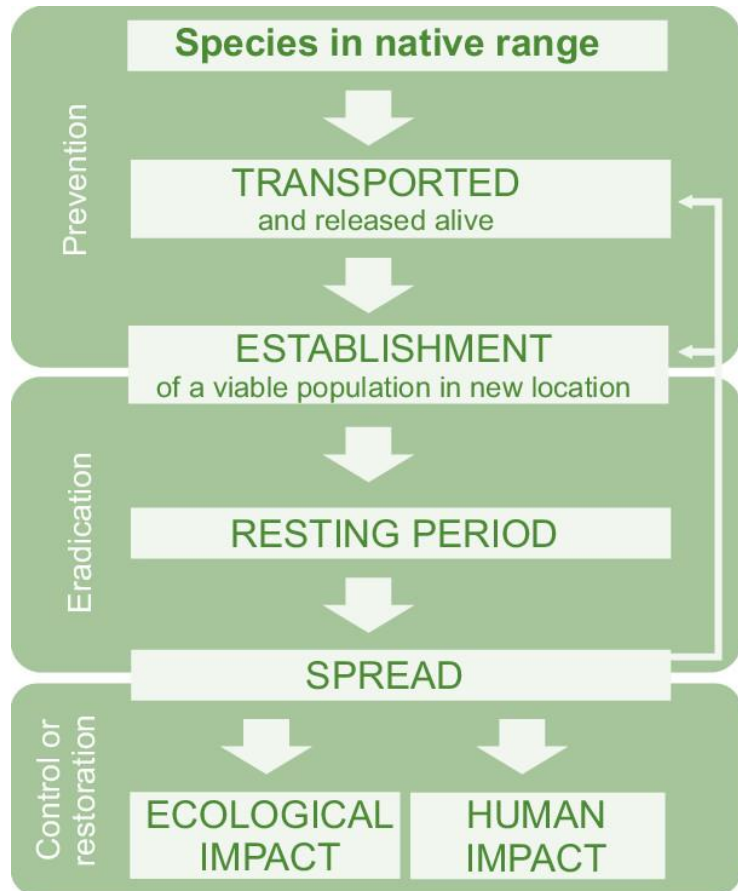 Species in native range
Prevention
TRANSPORTED
and released alive
ESTABLISHMENT
of a viable population in new location
Eradication
RESTING PERIOD
SPREAD
Control or
restoration
ECOLOGICAL
IMPACT
HUMAN
IMPACT